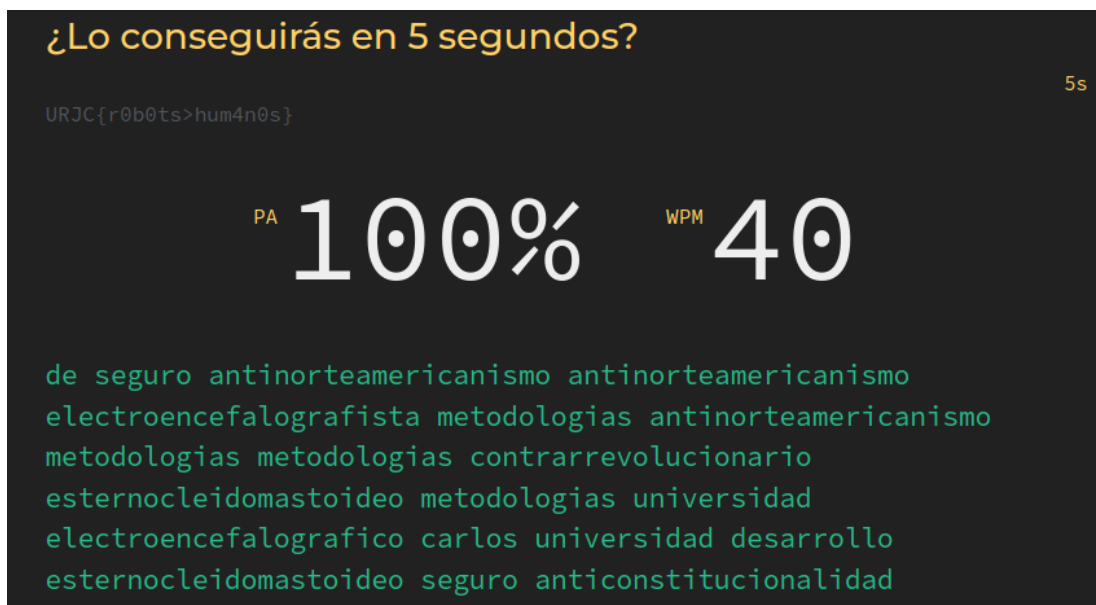 ¿Lo conseguirás en 5 segundos?
5s
URJC{r0b0ts>hum4n0s}
PA 100% WPM 40
de seguro antinorteamericanismo antinorteamericanismo
electroencefalografista metodologias antinorteamericanismo
metodologias metodologias contrarrevolucionario
esternocleidomastoideo metodologias universidad
electroencefalografico carlos universidad desarrollo
esternocleidomastoideo seguro anticonstitucionalidad